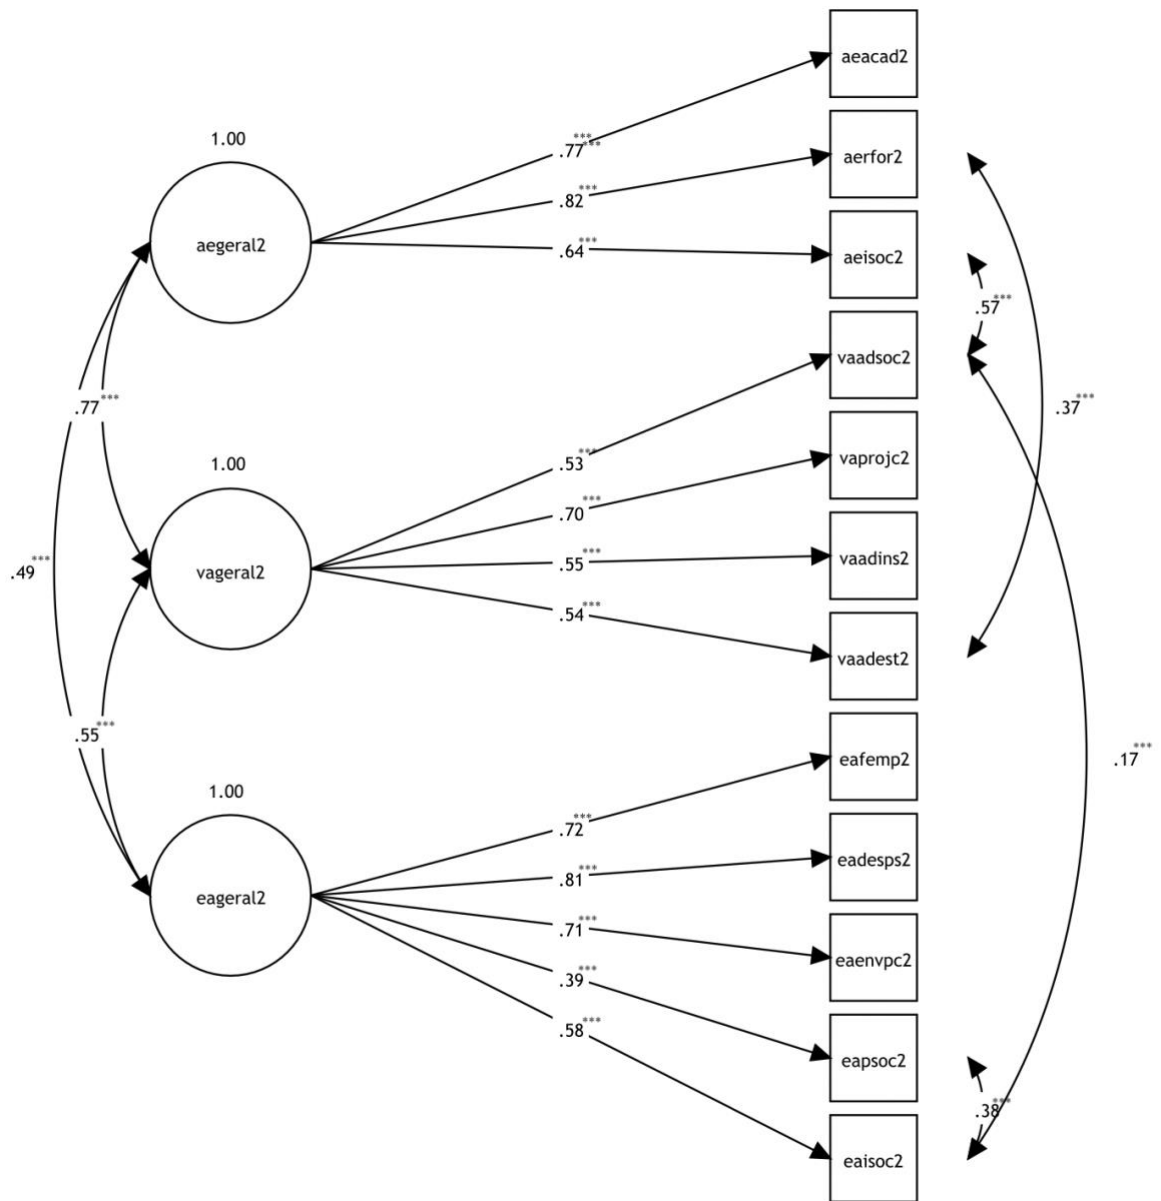 aeacad2
1.00
.77***
***
aerfor2
.82***
aegeral2
aeisoc2
.64***
.57***
vaadsoc2
.77***
.37***
1.00
.53***
vaprojc2
.70***
vaadins2
.49***
vageral2
.55***
.54***
vaadest2
.55***
eafemp2
.17***
1.00
.72***
eadesps2
.81***
eageral2
.71***
eaenvpc2
.39***
.58***
eapsoc2
.38***
eaisoc2